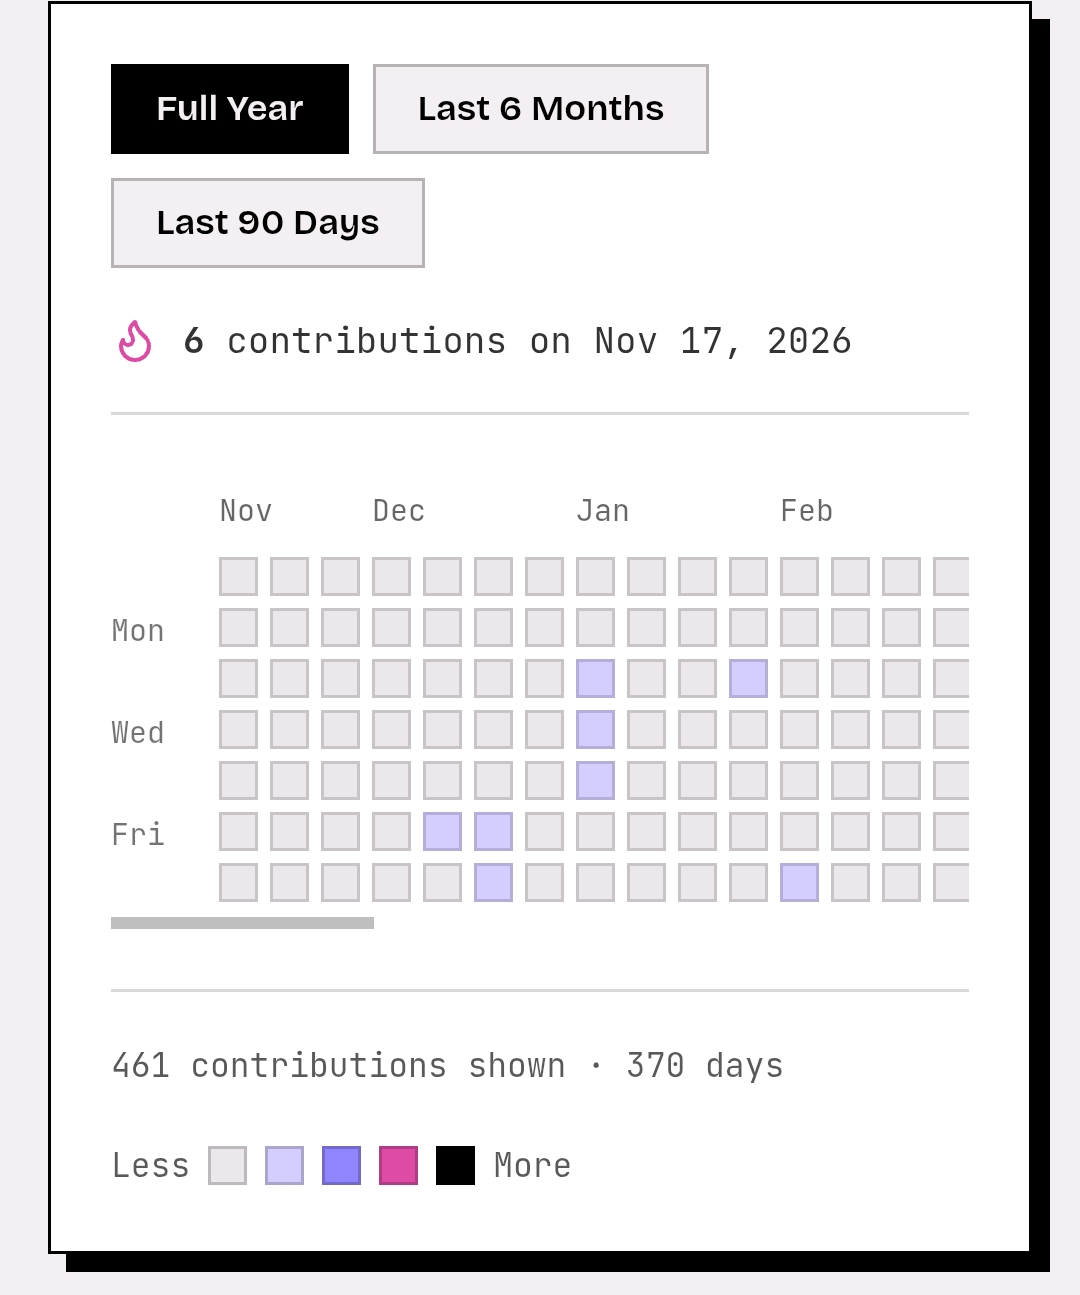 Full Year
Last 6 Months
Last 90 Days
6 contributions on Nov 17, 2026
Nov Dec Jan Feb
Mon
Wed
Fri
461 contributions shown · 370 days
Less More